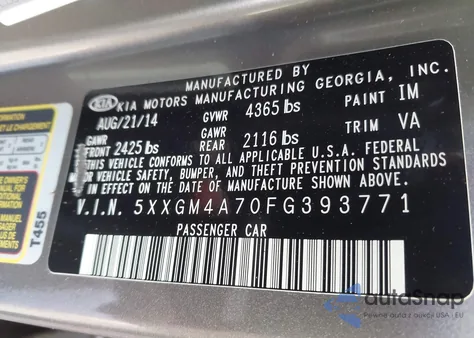 MANUFACTURED BY
KIA KIA MOTORS MANUFACTURING GEORGIA, INC.
AUG/21/14 GVWR 4365 lbs PAINT IM
GAWR FRONT 2425 lbs GAWR REAR 2116 lbs TRIM VA
THIS VEHICLE CONFORMS TO ALL APPLICABLE U.S.A. FEDERAL
MOTOR VEHICLE SAFETY, BUMPER, AND THEFT PREVENTION STANDARDS
IN EFFECT ON THE DATE OF MANUFACTURE SHOWN ABOVE.
V.I.N. 5XXGM4A70FG393771
PASSENGER CAR
T455
autoSnap